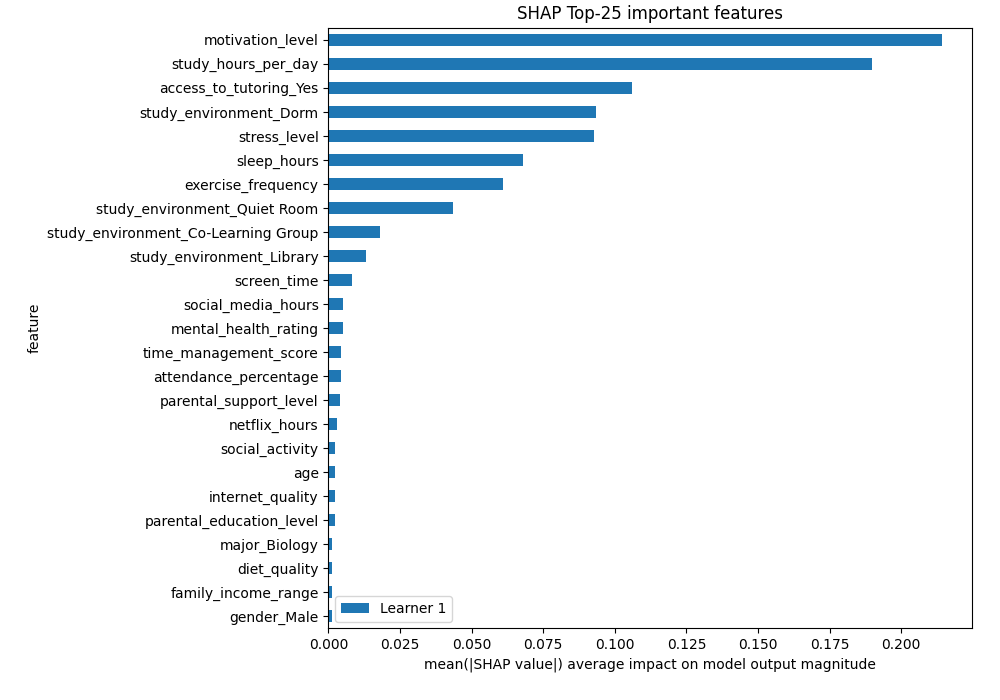 SHAP Top-25 important features
motivation_level
study_hours_per_day
access_to_tutoring_Yes
study_environment_Dorm
stress_level
sleep_hours
exercise_frequency
study_environment_Quiet Room
study_environment_Co-Learning Group
study_environment_Library
screen_time
social_media_hours
mental_health_rating
time_management_score
attendance_percentage
parental_support_level
netflix_hours
social_activity
age
internet_quality
parental_education_level
major_Biology
diet_quality
family_income_range
gender_Male
feature
Learner 1
0.000 0.025 0.050 0.075 0.100 0.125 0.150 0.175 0.200
mean(|SHAP value|) average impact on model output magnitude